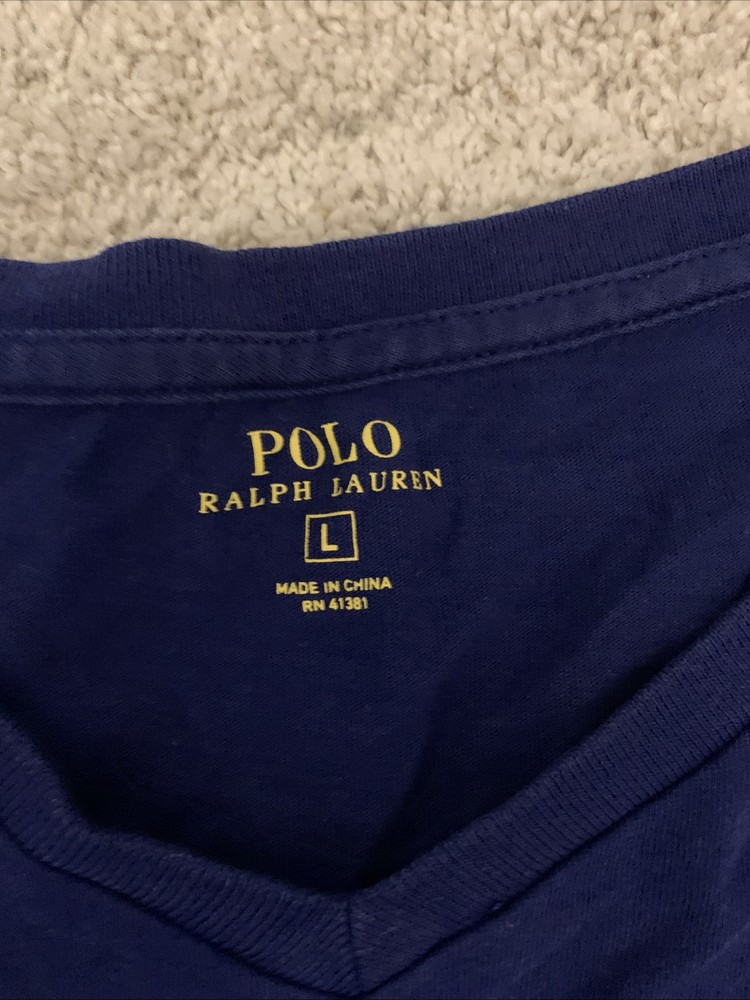 POLO
RALPH LAUREN
L
MADE IN CHINA
RN 41381